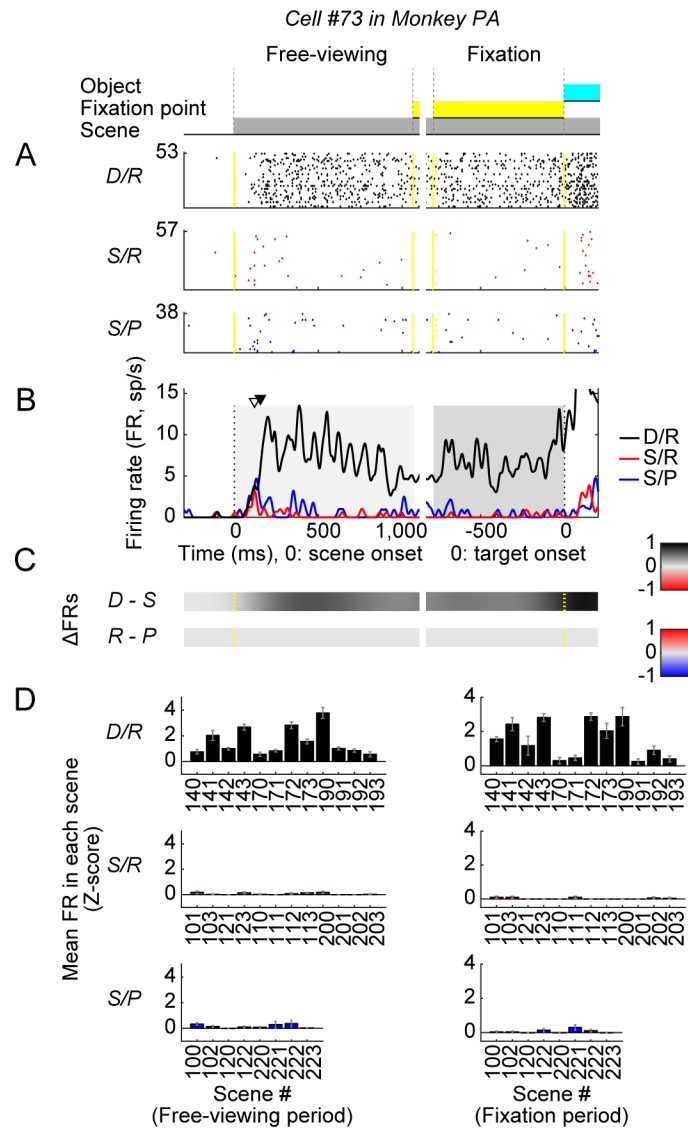 Cell #73 in Monkey PA
Free-viewing Fixation
Object
Fixation point
Scene
A
53
D/R
57
S/R
38
S/P
0 500 1,000 -500 0
B
Firing rate (FR, sp/s)
15
10
5
0
D/R
S/R
S/P
0 500 1,000 -500 0
Time (ms), 0: scene onset 0: target onset
C
ΔFRs
D - S
R - P
1
0
-1
1
0
-1
D
Mean FR in each scene
(Z-score)
D/R
4
2
0
140 141 142 143 170 171 172 173 190 191 192 193
4
2
0
140 141 142 143 170 171 172 173 190 191 192 193
S/R
4
2
0
101 103 121 123 110 111 112 113 200 201 202 203
4
2
0
101 103 121 123 110 111 112 113 200 201 202 203
S/P
4
2
0
100 102 120 122 220 221 222 223
4
2
0
100 102 120 122 220 221 222 223
Scene #
(Free-viewing period)
Scene #
(Fixation period)